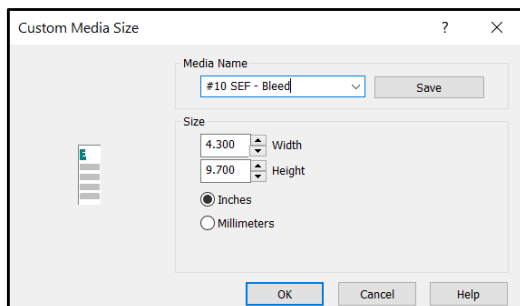 Custom Media Size ? ×
Media Name
#10 SEF - Bleed
Save
Size
4.300 Width
9.700 Height
Inches
Millimeters
E
OK Cancel Help